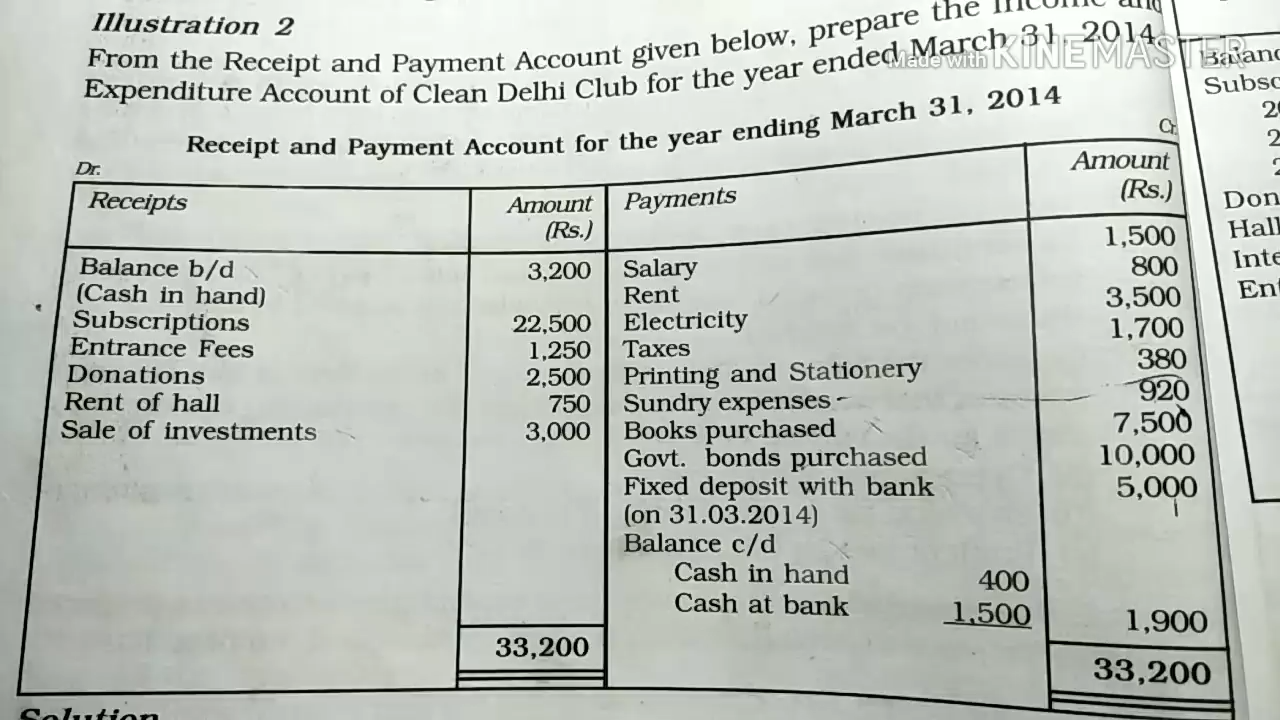 Illustration 2
From the Receipt and Payment Account given below, prepare the Income and
Expenditure Account of Clean Delhi Club for the year ended March 31, 2014
Made with KINEMASTER
Receipt and Payment Account for the year ending March 31, 2014
Dr. Cr.
Receipts Amount (Rs.) Payments Amount (Rs.)
Balance b/d 3,200 Salary 1,500
(Cash in hand) Rent 800
Subscriptions 22,500 Electricity 3,500
Entrance Fees 1,250 Taxes 1,700
Donations 2,500 Printing and Stationery 380
Rent of hall 750 Sundry expenses 920
Sale of investments 3,000 Books purchased 7,500
Govt. bonds purchased 10,000
Fixed deposit with bank 5,000
(on 31.03.2014)
Balance c/d
Cash in hand 400
Cash at bank 1,500 1,900
33,200 33,200
Solution